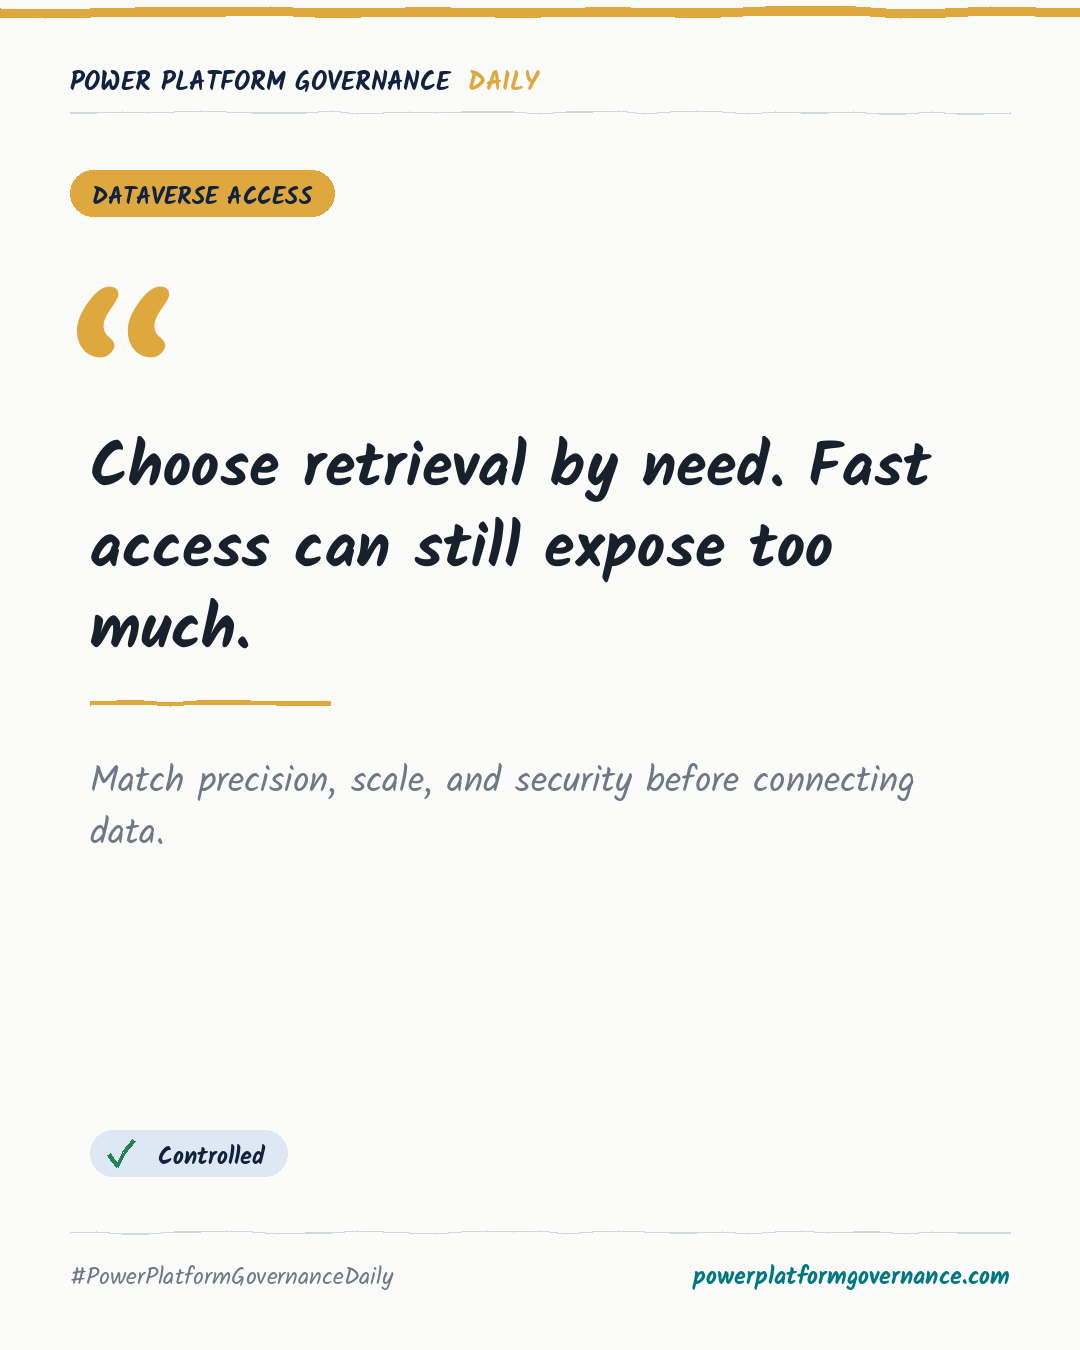 POWER PLATFORM GOVERNANCE DAILY
DATAVERSE ACCESS
“
Choose retrieval by need. Fast
access can still expose too
much.
Match precision, scale, and security before connecting
data.
✓ Controlled
#PowerPlatformGovernanceDaily
powerplatformgovernance.com